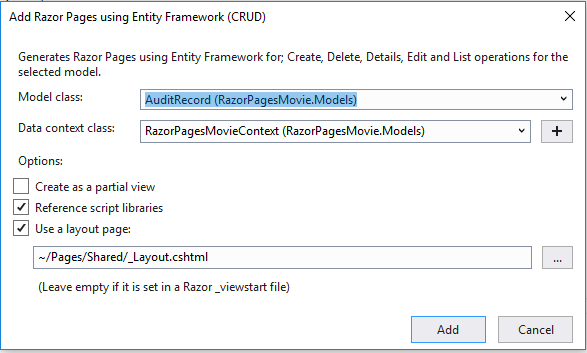 Add Razor Pages using Entity Framework (CRUD)
Generates Razor Pages using Entity Framework for; Create, Delete, Details, Edit and List operations for the
selected model.
Model class:
AuditRecord (RazorPagesMovie.Models)
Data context class:
RazorPagesMovieContext (RazorPagesMovie.Models)
+
Options:
Create as a partial view
Reference script libraries
Use a layout page:
~/Pages/Shared/_Layout.cshtml
...
(Leave empty if it is set in a Razor _viewstart file)
Add
Cancel